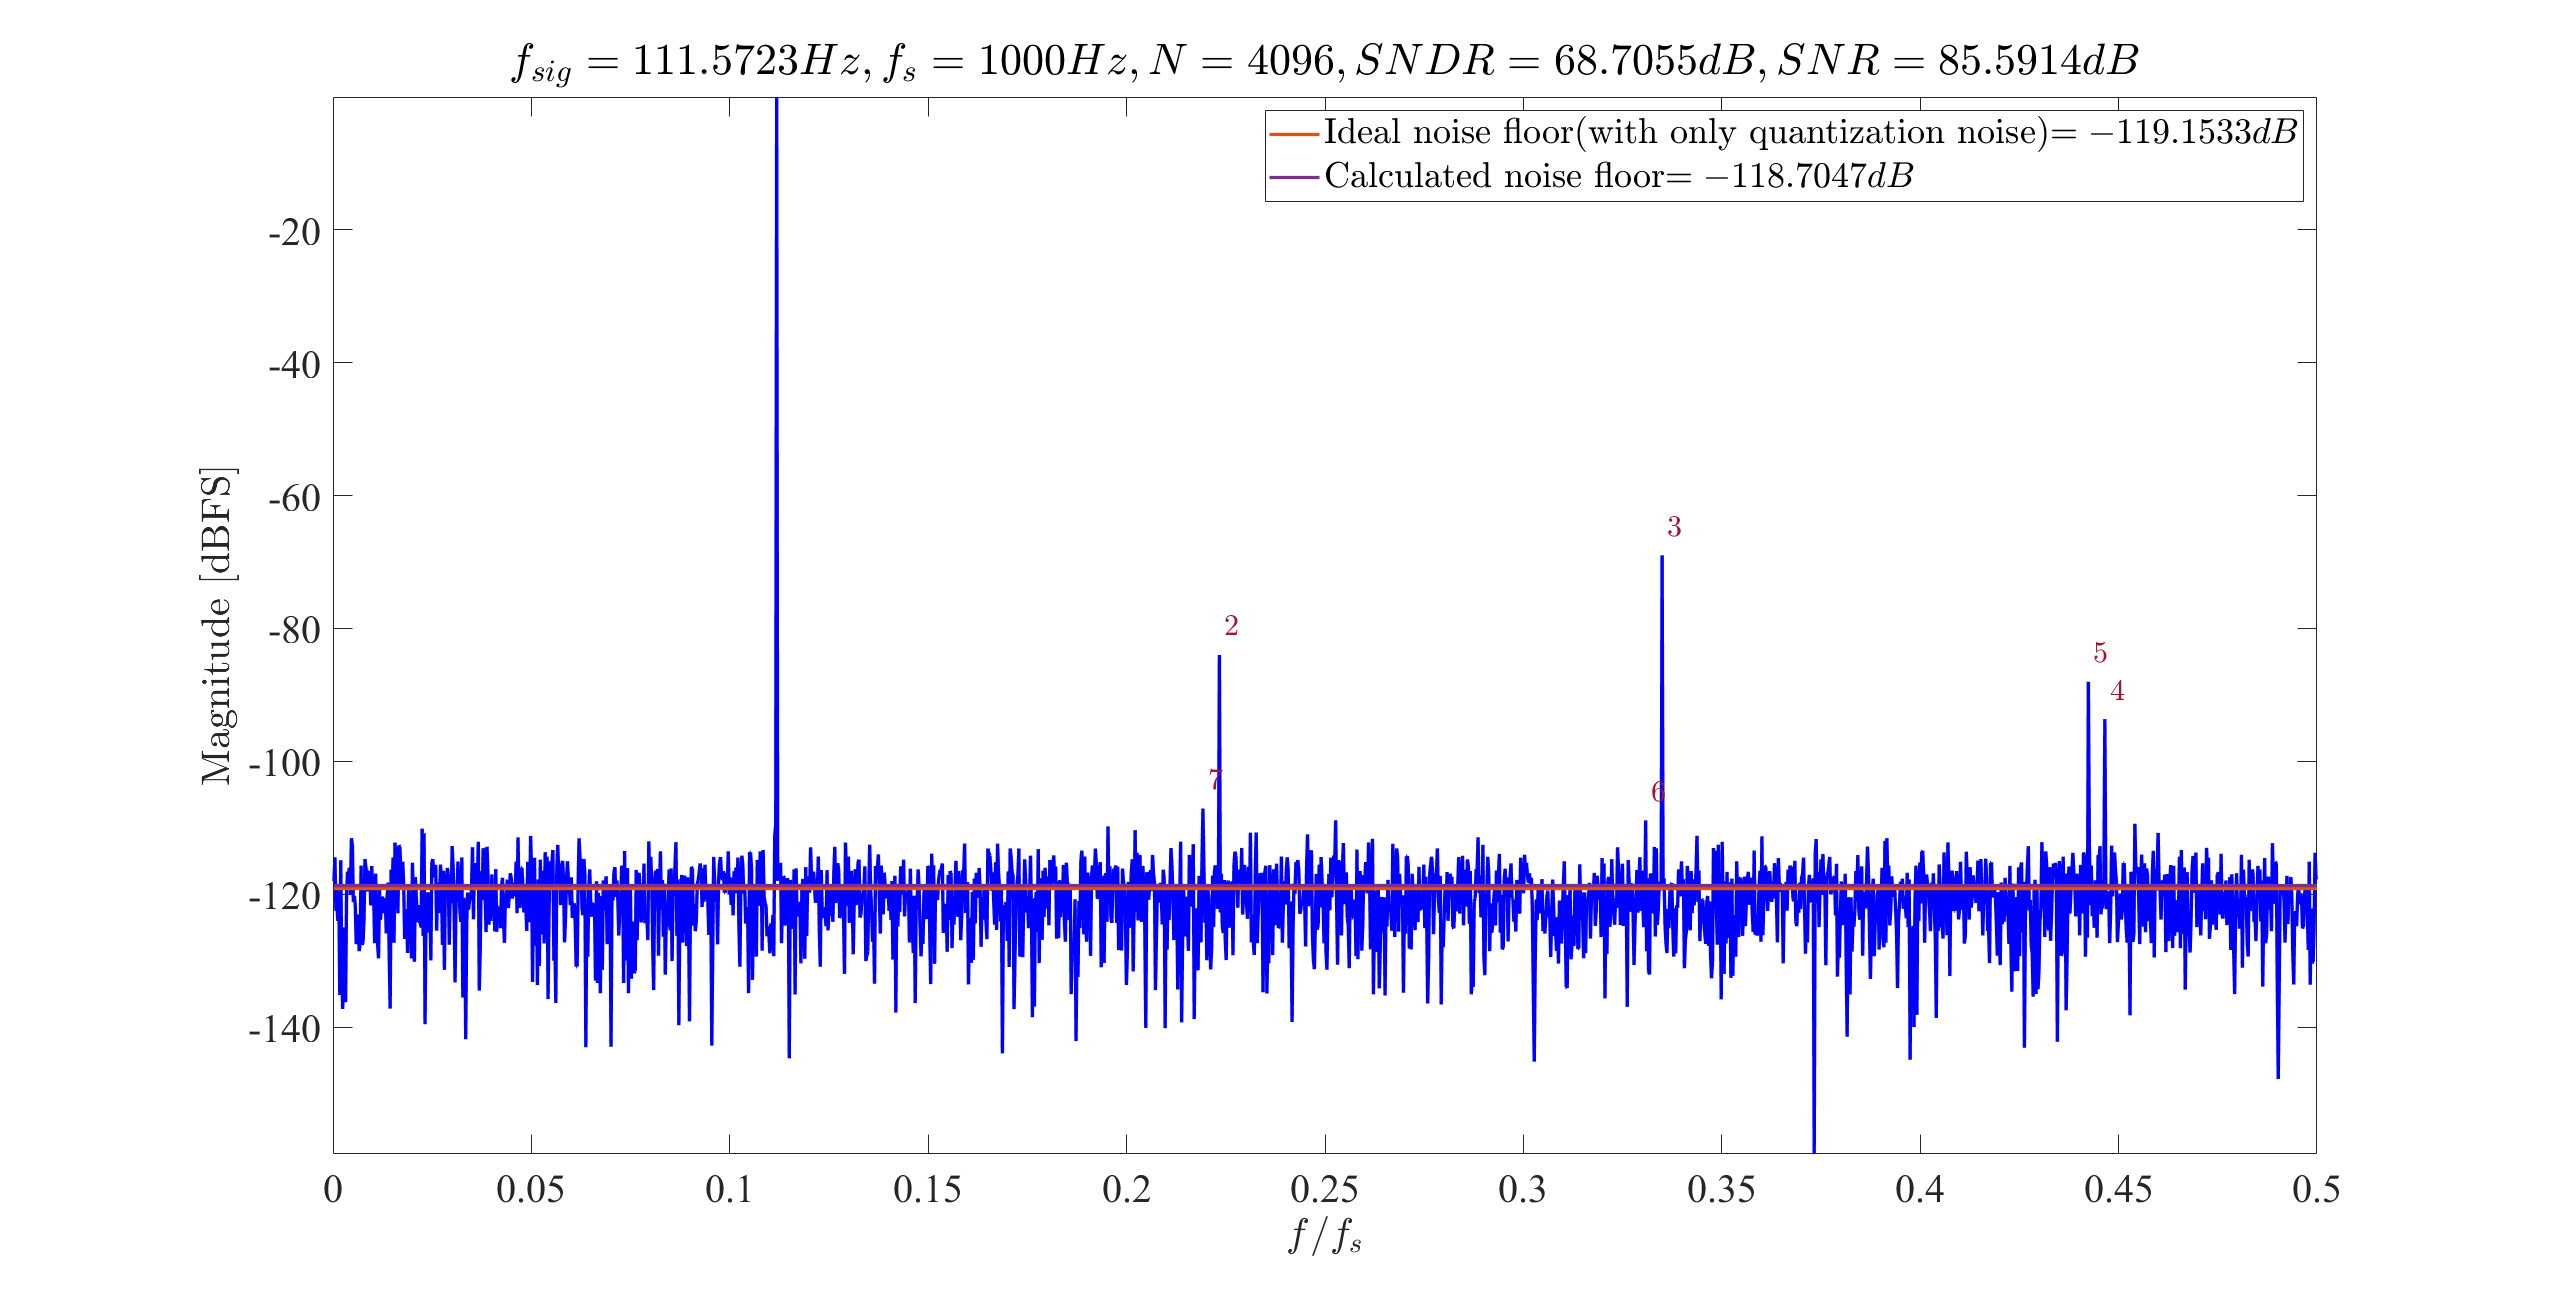 f_sig = 111.5723Hz, f_s = 1000Hz, N = 4096, SNDR = 68.7055dB, SNR = 85.5914dB
Ideal noise floor(with only quantization noise)= −119.1533dB
Calculated noise floor= −118.7047dB
-20
-40
-60
-80
-100
-120
-140
Magnitude [dBFS]
3
2
5
4
7
6
0 0.05 0.1 0.15 0.2 0.25 0.3 0.35 0.4 0.45 0.5
f/f_s